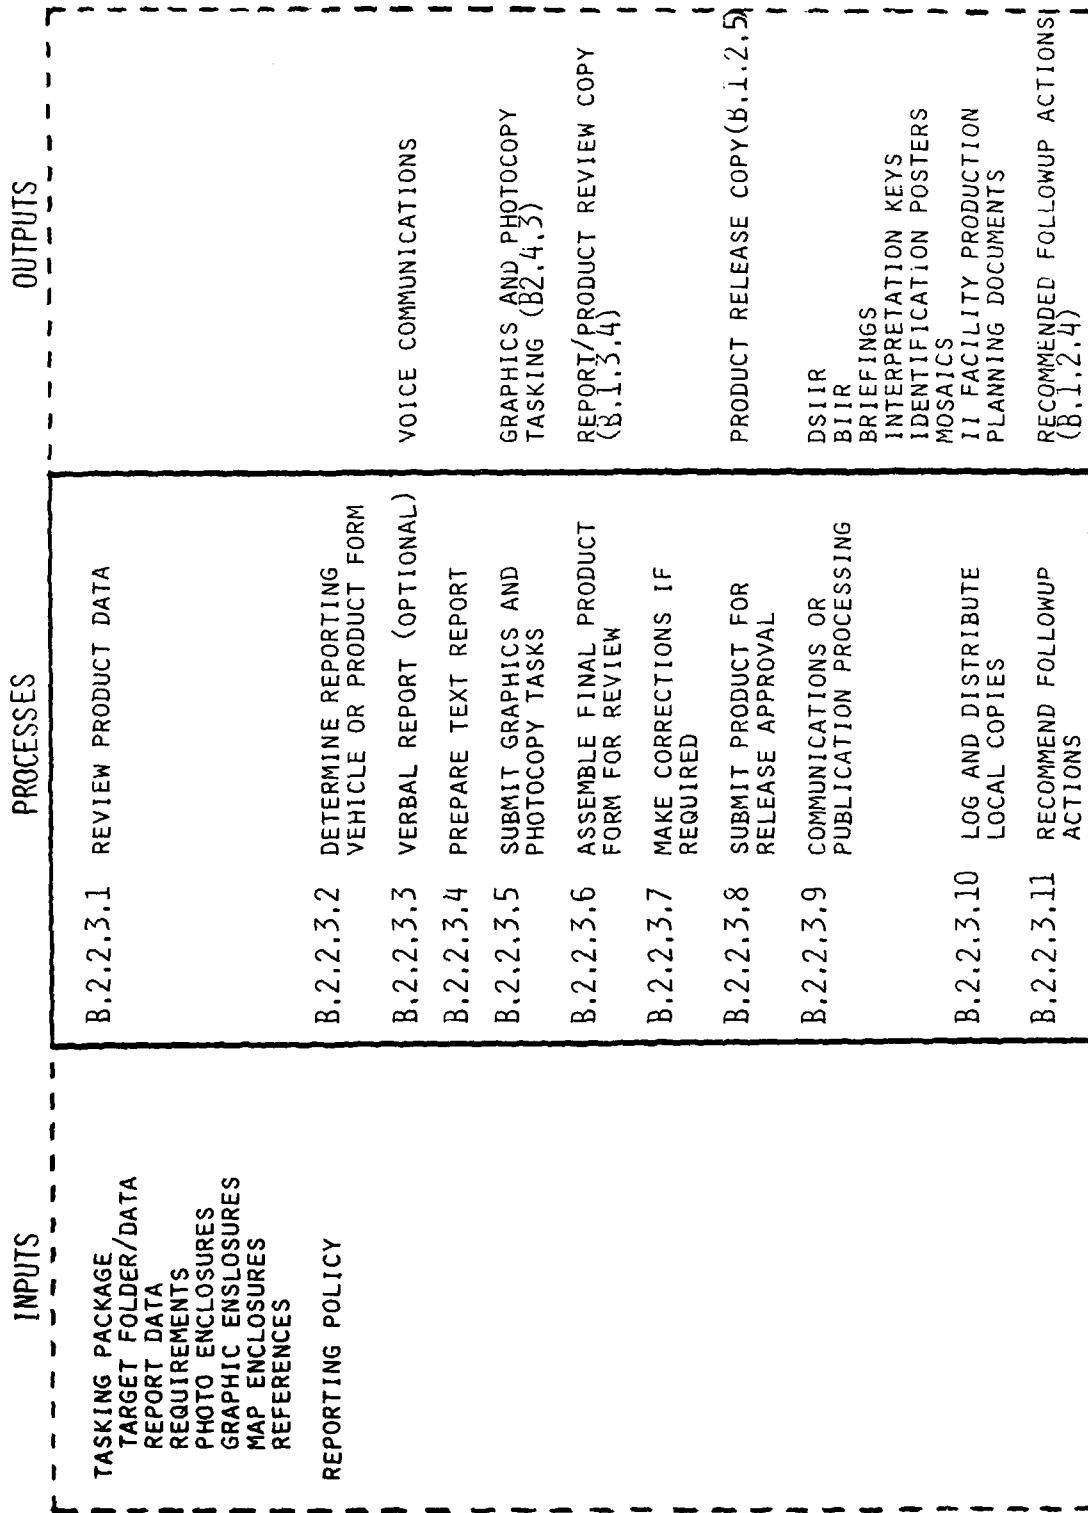 INPUTS
TASKING PACKAGE
TARGET FOLDER/DATA
REPORT DATA
REQUIREMENTS
PHOTO ENCLOSURES
GRAPHIC ENSLOSURES
MAP ENCLOSURES
REFERENCES
REPORTING POLICY
PROCESSES
B.2.2.3.1 REVIEW PRODUCT DATA
B.2.2.3.2 DETERMINE REPORTING
VEHICLE OR PRODUCT FORM
B.2.2.3.3 VERBAL REPORT (OPTIONAL)
B.2.2.3.4 PREPARE TEXT REPORT
B.2.2.3.5 SUBMIT GRAPHICS AND
PHOTOCOPY TASKS
B.2.2.3.6 ASSEMBLE FINAL PRODUCT
FORM FOR REVIEW
B.2.2.3.7 MAKE CORRECTIONS IF
REQUIRED
B.2.2.3.8 SUBMIT PRODUCT FOR
RELEASE APPROVAL
B.2.2.3.9 COMMUNICATIONS OR
PUBLICATION PROCESSING
B.2.2.3.10 LOG AND DISTRIBUTE
LOCAL COPIES
B.2.2.3.11 RECOMMEND FOLLOWUP
ACTIONS
OUTPUTS
VOICE COMMUNICATIONS
GRAPHICS AND PHOTOCOPY
TASKING (B2.4.3)
REPORT/PRODUCT REVIEW COPY
(B.1.3.4)
PRODUCT RELEASE COPY(B.1.2.5)
DSIIR
BIIR
BRIEFINGS
INTERPRETATION KEYS
IDENTIFICATION POSTERS
MOSAICS
II FACILITY PRODUCTION
PLANNING DOCUMENTS
RECOMMENDED FOLLOWUP ACTIONS
(B.1.2.4)